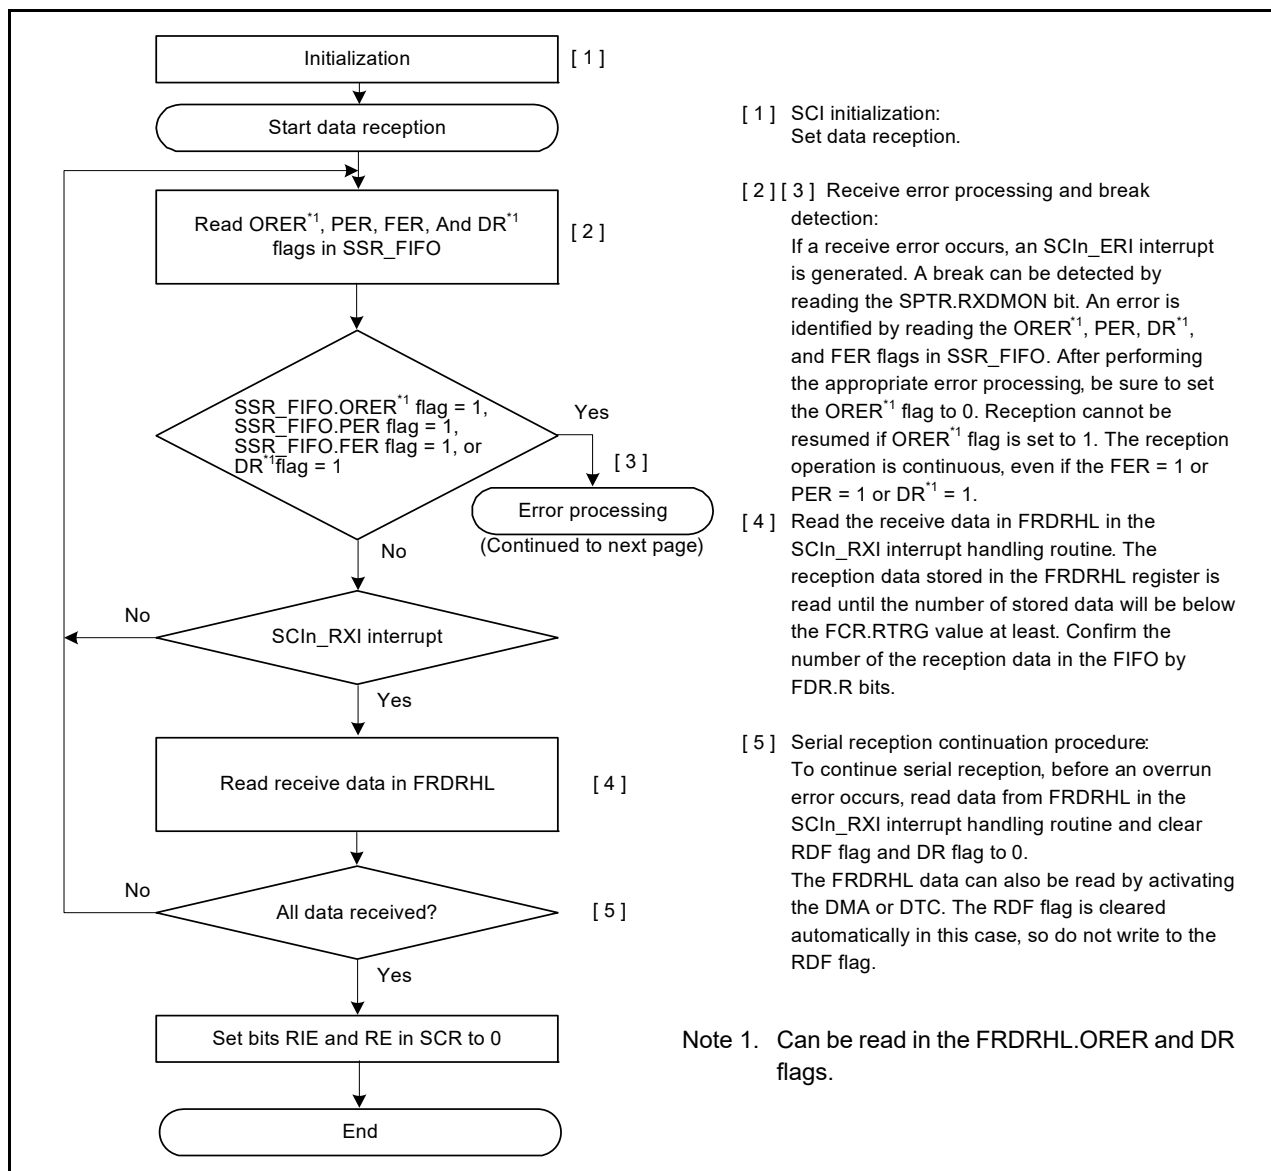 Initialization
[ 1 ]
Start data reception
Read ORER*1, PER, FER, And DR*1
flags in SSR_FIFO
[ 2 ]
SSR_FIFO.ORER*1 flag = 1,
SSR_FIFO.PER flag = 1,
SSR_FIFO.FER flag = 1, or
DR*1flag = 1
Yes
[ 3 ]
Error processing
(Continued to next page)
No
No
SCIn_RXI interrupt
Yes
Read receive data in FRDRHL
[ 4 ]
No
All data received?
[ 5 ]
Yes
Set bits RIE and RE in SCR to 0
End
[ 1 ] SCI initialization:
Set data reception.
[ 2 ] [ 3 ] Receive error processing and break
detection:
If a receive error occurs, an SCIn_ERI interrupt
is generated. A break can be detected by
reading the SPTR.RXDMON bit. An error is
identified by reading the ORER*1, PER, DR*1,
and FER flags in SSR_FIFO. After performing
the appropriate error processing, be sure to set
the ORER*1 flag to 0. Reception cannot be
resumed if ORER*1 flag is set to 1. The reception
operation is continuous, even if the FER = 1 or
PER = 1 or DR*1 = 1.
[ 4 ] Read the receive data in FRDRHL in the
SCIn_RXI interrupt handling routine. The
reception data stored in the FRDRHL register is
read until the number of stored data will be below
the FCR.RTRG value at least. Confirm the
number of the reception data in the FIFO by
FDR.R bits.
[ 5 ] Serial reception continuation procedure:
To continue serial reception, before an overrun
error occurs, read data from FRDRHL in the
SCIn_RXI interrupt handling routine and clear
RDF flag and DR flag to 0.
The FRDRHL data can also be read by activating
the DMA or DTC. The RDF flag is cleared
automatically in this case, so do not write to the
RDF flag.
Note 1. Can be read in the FRDRHL.ORER and DR
flags.